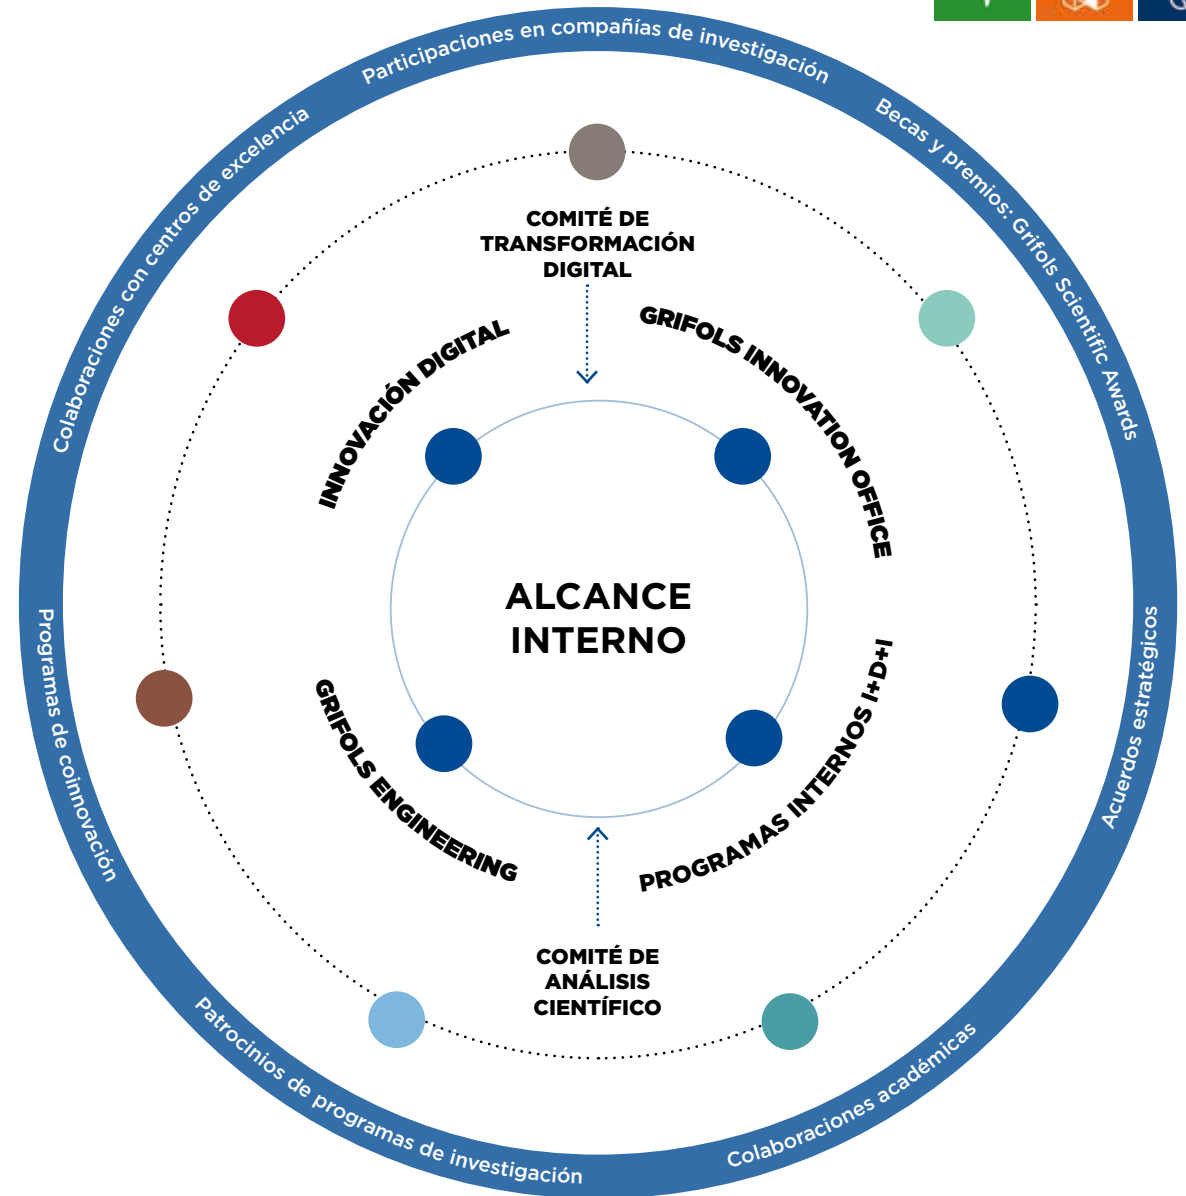 Participaciones en compañías de investigación
Becas y premios: Grifols Scientific Awards
Acuerdos estratégicos
Colaboraciones académicas
Patrocinios de programas de investigación
Programas de coinnovación
Colaboraciones con centros de excelencia
COMITÉ DE
TRANSFORMACIÓN
DIGITAL
INNOVACIÓN DIGITAL
GRIFOLS INNOVATION OFFICE
ALCANCE
INTERNO
GRIFOLS ENGINEERING
PROGRAMAS INTERNOS I+D+I
COMITÉ DE
ANÁLISIS
CIENTÍFICO